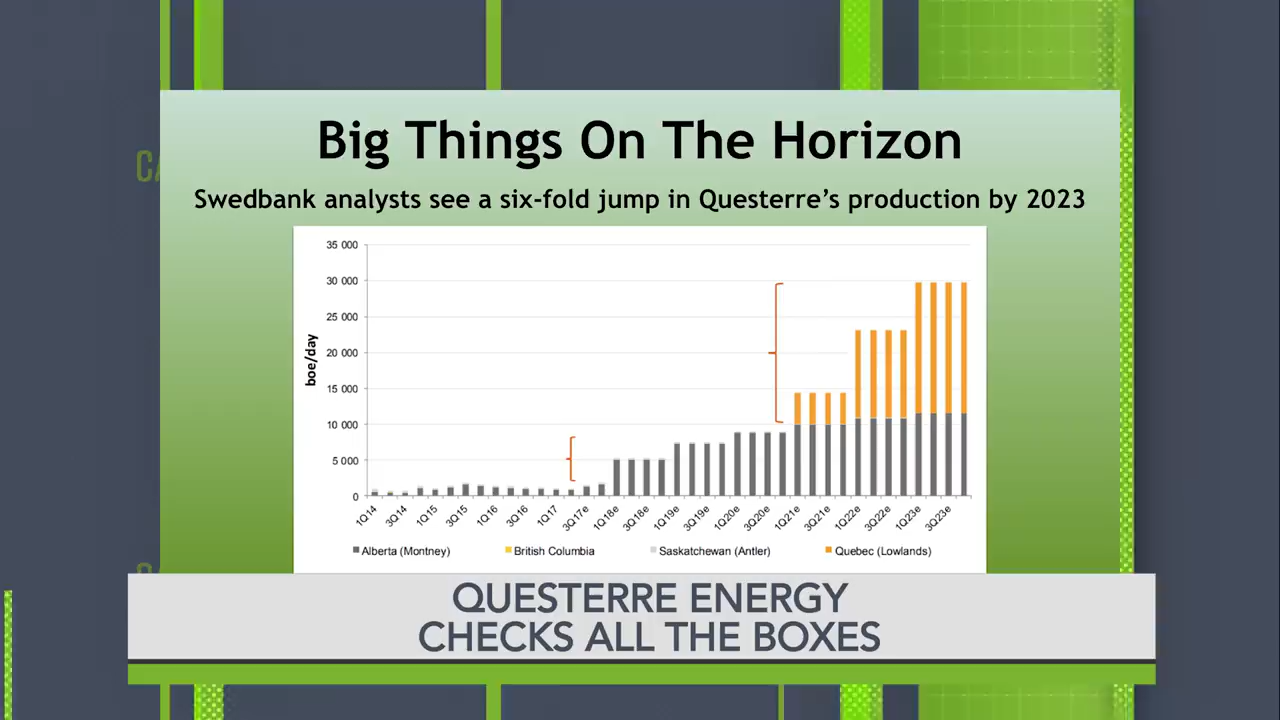 Big Things On The Horizon
Swedbank analysts see a six-fold jump in Questerre’s production by 2023
35 000
30 000
25 000
20 000
15 000
10 000
5 000
0
boe/day
1Q14
3Q14
1Q15
3Q15
1Q16
3Q16
1Q17
3Q17e
1Q18e
3Q18e
1Q19e
3Q19e
1Q20e
3Q20e
1Q21e
3Q21e
1Q22e
3Q22e
1Q23e
3Q23e
Alberta (Montney) British Columbia Saskatchewan (Antler) Quebec (Lowlands)
QUESTERRE ENERGY
CHECKS ALL THE BOXES